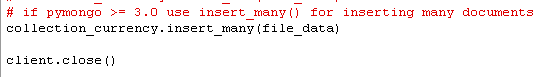 # if pymongo >= 3.0 use insert_many() for inserting many documents
collection_currency.insert_many(file_data)
client.close()